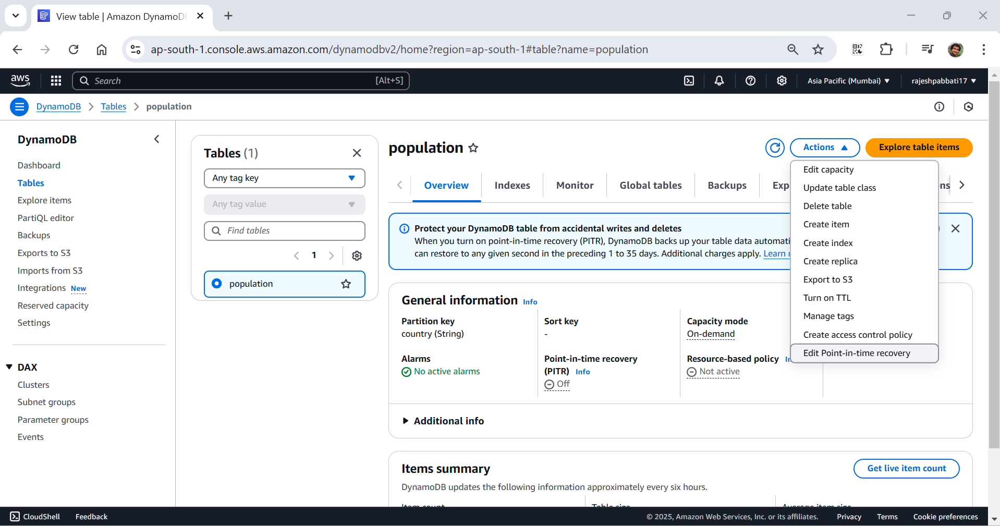 View table | Amazon DynamoD
ap-south-1.console.aws.amazon.com/dynamodbv2/home?region=ap-south-1#table?name=population
aws
Search
[Alt+S]
Asia Pacific (Mumbai)
rajeshpabbati17
DynamoDB
Tables
population
DynamoDB
Dashboard
Tables
Explore items
PartiQL editor
Backups
Exports to S3
Imports from S3
Integrations New
Reserved capacity
Settings
DAX
Clusters
Subnet groups
Parameter groups
Events
Tables (1)
Any tag key
Any tag value
Find tables
1
population
population
Actions
Explore table items
Edit capacity
Update table class
Delete table
Create item
Create index
Create replica
Export to S3
Turn on TTL
Manage tags
Create access control policy
Edit Point-in-time recovery
Overview
Indexes
Monitor
Global tables
Backups
Exp
ns
Protect your DynamoDB table from accidental writes and deletes
When you turn on point-in-time recovery (PITR), DynamoDB backs up your table data automati
can restore to any given second in the preceding 1 to 35 days. Additional charges apply. Learn
General information Info
Partition key
country (String)
Sort key
-
Capacity mode
On-demand
Alarms
No active alarms
Point-in-time recovery
(PITR) Info
Off
Resource-based policy
Not active
Additional info
Items summary
Get live item count
DynamoDB updates the following information approximately every six hours.
Item count
Table size
Average item size
CloudShell
Feedback
© 2025, Amazon Web Services, Inc. or its affiliates.
Privacy
Terms
Cookie preferences